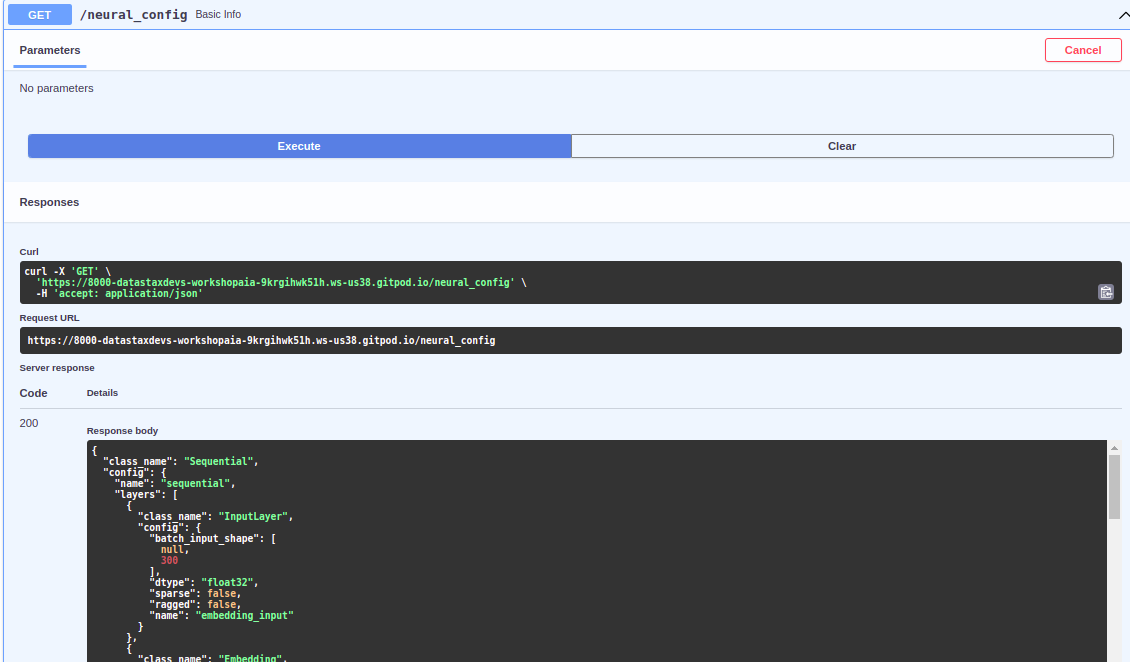 GET /neural_config Basic Info
Parameters
Cancel
No parameters
Execute
Clear
Responses
Curl
curl -X 'GET' \
  'https://8000-datastaxdevs-workshopaia-9krgihwk51h.ws-us38.gitpod.io/neural_config' \
  -H 'accept: application/json'
Request URL
https://8000-datastaxdevs-workshopaia-9krgihwk51h.ws-us38.gitpod.io/neural_config
Server response
Code Details
200
Response body
{
  "class_name": "Sequential",
  "config": {
    "name": "sequential",
    "layers": [
      {
        "class_name": "InputLayer",
        "config": {
          "batch_input_shape": [
            null,
            300
          ],
          "dtype": "float32",
          "sparse": false,
          "ragged": false,
          "name": "embedding_input"
        }
      },
      {
        "class_name": "Embedding",